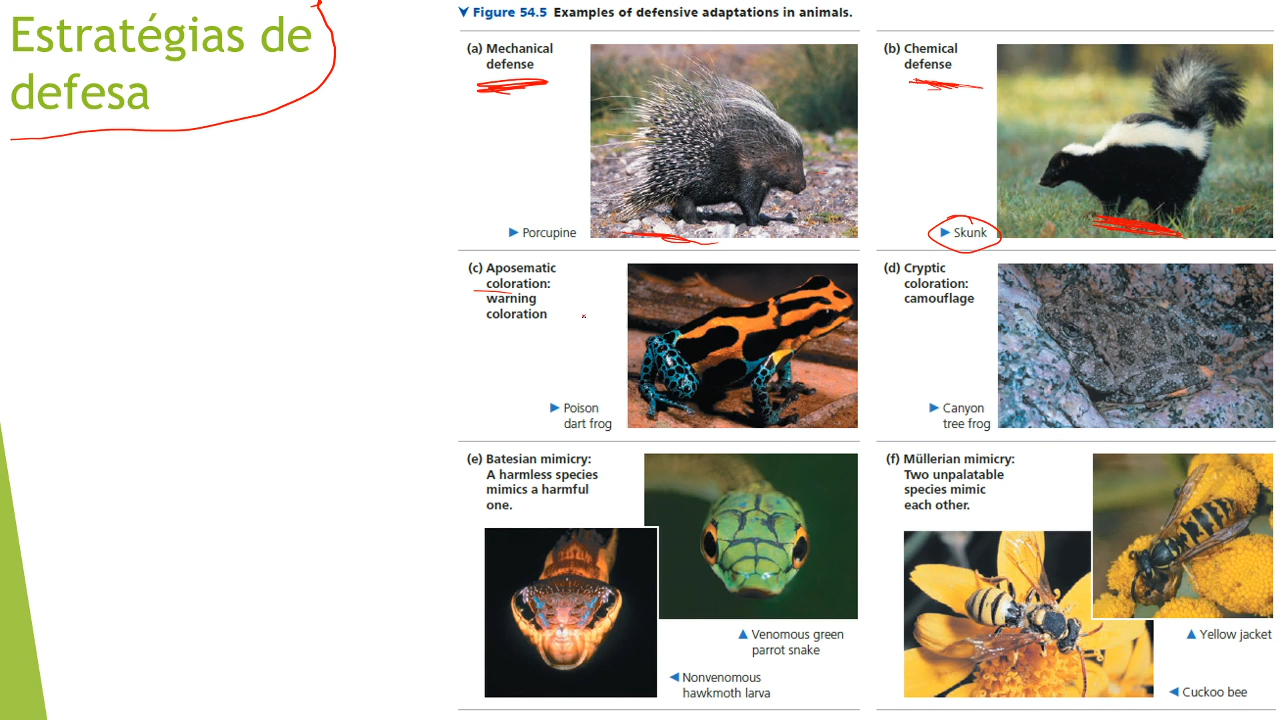 Estratégias de
defesa
Figure 54.5 Examples of defensive adaptations in animals.
(a) Mechanical
defense
Porcupine
(b) Chemical
defense
Skunk
(c) Aposematic
coloration:
warning
coloration
Poison
dart frog
(d) Cryptic
coloration:
camouflage
Canyon
tree frog
(e) Batesian mimicry:
A harmless species
mimics a harmful
one.
Venomous green
parrot snake
Nonvenomous
hawkmoth larva
(f) Müllerian mimicry:
Two unpalatable
species mimic
each other.
Yellow jacket
Cuckoo bee